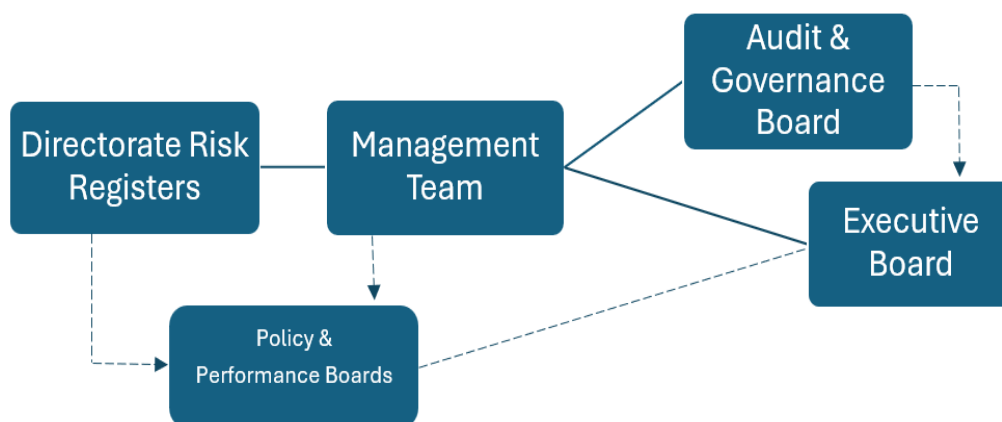 Directorate Risk
Registers
Management
Team
Audit &
Governance
Board
Executive
Board
Policy &
Performance Boards